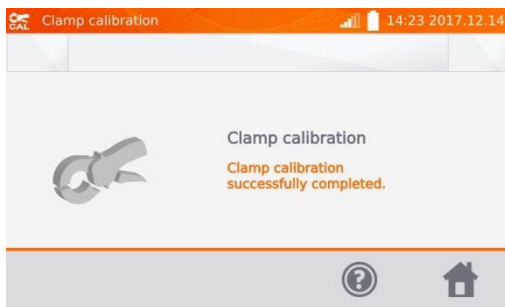 CAL Clamp calibration 14:23 2017.12.14
Clamp calibration
Clamp calibration
successfully completed.
?